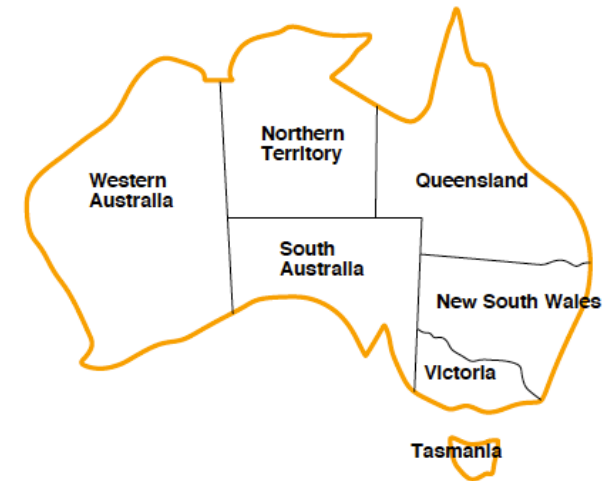 Northern
Territory
Western
Australia
Queensland
South
Australia
New South Wales
Victoria
Tasmania